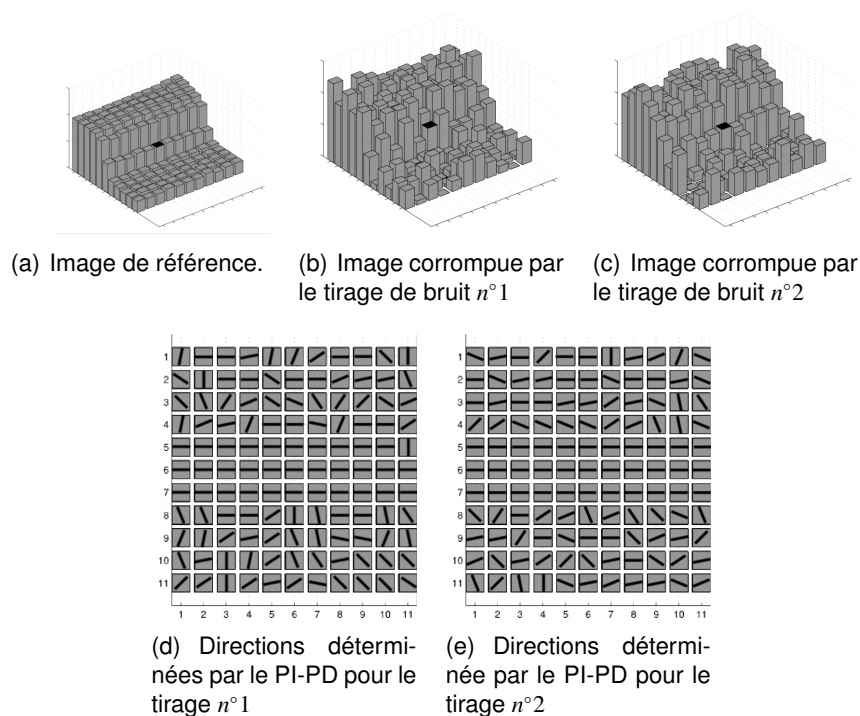 (a) Image de référence.
(b) Image corrompue par
le tirage de bruit n°1
(c) Image corrompue par
le tirage de bruit n°2
1
2
3
4
5
6
7
8
9
10
11
1 2 3 4 5 6 7 8 9 10 11
(d) Directions détermi-
nées par le PI-PD pour le
tirage n°1
1
2
3
4
5
6
7
8
9
10
11
1 2 3 4 5 6 7 8 9 10 11
(e) Directions détermi-
née par le PI-PD pour le
tirage n°2